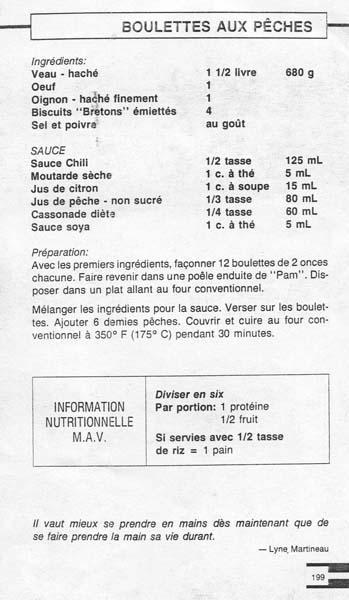 BOULETTES AUX PÊCHES
Ingrédients:
Veau - haché 1 1/2 livre 680 g
Oeuf 1
Oignon - haché finement 1
Biscuits "Bretons" émiettés 4
Sel et poivre au goût
SAUCE
Sauce Chili 1/2 tasse 125 mL
Moutarde sèche 1 c. à thé 5 mL
Jus de citron 1 c. à soupe 15 mL
Jus de pêche - non sucré 1/3 tasse 80 mL
Cassonade diète 1/4 tasse 60 mL
Sauce soya 1 c. à thé 5 mL
Préparation:
Avec les premiers ingrédients, façonner 12 boulettes de 2 onces
chacune. Faire revenir dans une poêle enduite de "Pam". Dis-
poser dans un plat allant au four conventionel.
Mélanger les ingrédients pour la sauce. Verser sur les boulet-
tes. Ajouter 6 demies pêches. Couvrir et cuire au four con-
ventionnel à 350° F (175° C) pendant 30 minutes.
INFORMATION
NUTRITIONNELLE
M.A.V.
Diviser en six
Par portion: 1 protéine
1/2 fruit
Si servies avec 1/2 tasse
de riz = 1 pain
Il vaut mieux se prendre en mains dès maintenant que de
se faire prendre la main sa vie durant.
— Lyne Martineau
199